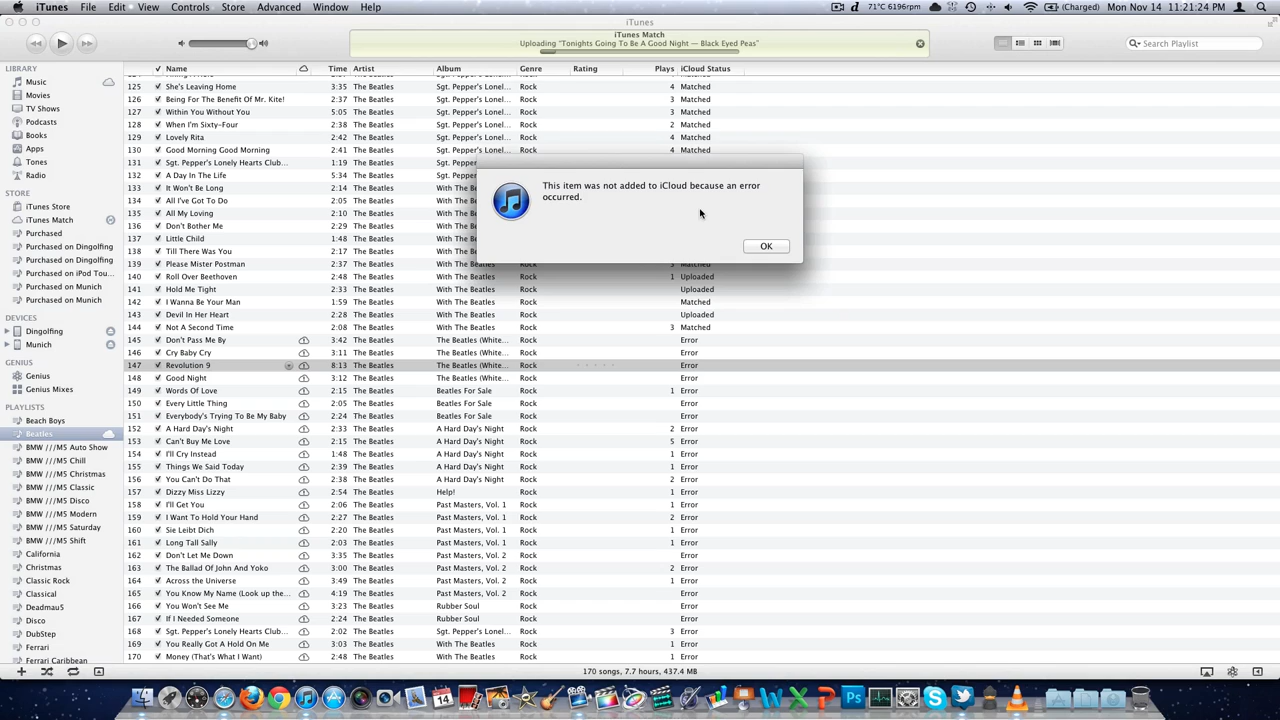 iTunes File Edit View Controls Store Advanced Window Help 71°C 6196rpm (Charged) Mon Nov 14 11:21:24 PM
iTunes
iTunes Match
Uploading "Tonights Going To Be A Good Night — Black Eyed Peas"
Search Playlist
LIBRARY
Music
Movies
TV Shows
Podcasts
Books
Apps
Tones
Radio
STORE
iTunes Store
iTunes Match
Purchased
Purchased on Dingolfing
Purchased on Dingolfing
Purchased on iPod Tou...
Purchased on Munich
Purchased on Munich
DEVICES
Dingolfing
Munich
GENIUS
Genius
Genius Mixes
PLAYLISTS
Beach Boys
Beatles
BMW ///M5 Auto Show
BMW ///M5 Chill
BMW ///M5 Christmas
BMW ///M5 Classic
BMW ///M5 Disco
BMW ///M5 Modern
BMW ///M5 Saturday
BMW ///M5 Shift
California
Christmas
Classic Rock
Classical
Deadmau5
Disco
DubStep
Ferrari
Ferrari Caribbean
Name Time Artist Album Genre Rating Plays iCloud Status
125 She's Leaving Home 3:35 The Beatles Sgt. Pepper's Lonel... Rock 4 Matched
126 Being For The Benefit Of Mr. Kite! 2:37 The Beatles Sgt. Pepper's Lonel... Rock 3 Matched
127 Within You Without You 5:05 The Beatles Sgt. Pepper's Lonel... Rock 3 Matched
128 When I'm Sixty-Four 2:38 The Beatles Sgt. Pepper's Lonel... Rock 2 Matched
129 Lovely Rita 2:42 The Beatles Sgt. Pepper's Lonel... Rock 4 Matched
130 Good Morning Good Morning 2:41 The Beatles Sgt. Pepper's Lonel... Rock 4 Matched
131 Sgt. Pepper's Lonely Hearts Club... 1:19 The Beatles Sgt. Pepp
132 A Day In The Life 5:34 The Beatles Sgt. Pepp
133 It Won't Be Long 2:13 The Beatles With The B
134 All I've Got To Do 2:05 The Beatles With The B
135 All My Loving 2:10 The Beatles With The B
136 Don't Bother Me 2:29 The Beatles With The B
137 Little Child 1:48 The Beatles With The B
138 Till There Was You 2:17 The Beatles With The B
139 Please Mister Postman 2:37 The Beatles With The Beatles Rock 3 Matched
140 Roll Over Beethoven 2:48 The Beatles With The Beatles Rock 1 Uploaded
141 Hold Me Tight 2:33 The Beatles With The Beatles Rock Uploaded
142 I Wanna Be Your Man 1:59 The Beatles With The Beatles Rock Matched
143 Devil In Her Heart 2:28 The Beatles With The Beatles Rock Uploaded
144 Not A Second Time 2:08 The Beatles With The Beatles Rock 3 Matched
145 Don't Pass Me By 3:42 The Beatles The Beatles (White... Rock Error
146 Cry Baby Cry 3:11 The Beatles The Beatles (White... Rock Error
147 Revolution 9 8:13 The Beatles The Beatles (White... Rock Error
148 Good Night 3:12 The Beatles The Beatles (White... Rock Error
149 Words Of Love 2:15 The Beatles Beatles For Sale Rock 1 Error
150 Every Little Thing 2:05 The Beatles Beatles For Sale Rock Error
151 Everybody's Trying To Be My Baby 2:24 The Beatles Beatles For Sale Rock Error
152 A Hard Day's Night 2:33 The Beatles A Hard Day's Night Rock 2 Error
153 Can't Buy Me Love 2:15 The Beatles A Hard Day's Night Rock 5 Error
154 I'll Cry Instead 1:48 The Beatles A Hard Day's Night Rock 1 Error
155 Things We Said Today 2:39 The Beatles A Hard Day's Night Rock 1 Error
156 You Can't Do That 2:38 The Beatles A Hard Day's Night Rock 2 Error
157 Dizzy Miss Lizzy 2:54 The Beatles Help! Rock 1 Error
158 I'll Get You 2:06 The Beatles Past Masters, Vol. 1 Rock 1 Error
159 I Want To Hold Your Hand 2:27 The Beatles Past Masters, Vol. 1 Rock 2 Error
160 Sie Leibt Dich 2:20 The Beatles Past Masters, Vol. 1 Rock 1 Error
161 Long Tall Sally 2:03 The Beatles Past Masters, Vol. 1 Rock 1 Error
162 Don't Let Me Down 3:35 The Beatles Past Masters, Vol. 2 Rock Error
163 The Ballad Of John And Yoko 3:00 The Beatles Past Masters, Vol. 2 Rock 2 Error
164 Across the Universe 3:49 The Beatles Past Masters, Vol. 2 Rock 1 Error
165 You Know My Name (Look up the... 4:19 The Beatles Past Masters, Vol. 2 Rock Error
166 You Won't See Me 3:23 The Beatles Rubber Soul Rock Error
167 If I Needed Someone 2:24 The Beatles Rubber Soul Rock Error
168 Sgt. Pepper's Lonely Hearts Club... 2:02 The Beatles Sgt. Pepper's Lonel... Rock 3 Error
169 You Really Got A Hold On Me 3:03 The Beatles With The Beatles Rock 1 Error
170 Money (That's What I Want) 2:48 The Beatles With The Beatles Rock 1 Error
This item was not added to iCloud because an error
occurred.
OK
170 songs, 7.7 hours, 437.4 MB